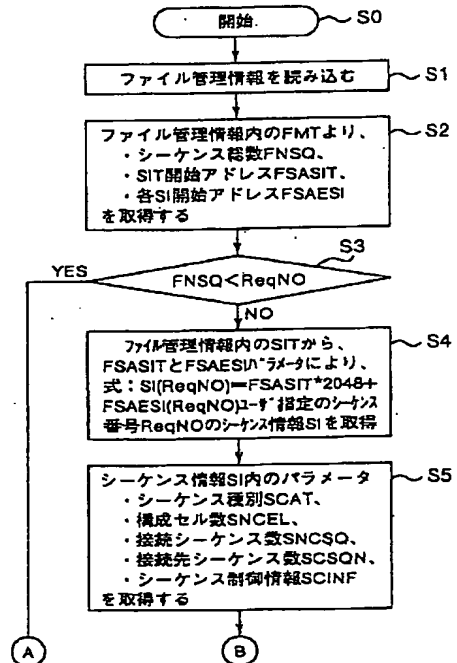 開始 S0
ファイル管理情報を読み込む S1
ファイル管理情報内のFMTより、 S2
・シーケンス総数FNSQ、
・SIT開始アドレスFSASIT、
・各SI開始アドレスFSAESI
を取得する
S3
YES FNSQ<ReqNO
NO
ファイル管理情報内のSITから、 S4
FSASITとFSAESIパラメータにより、
式：SI(ReqNO)=FSASIT*2048+
FSAESI(ReqNO)ユーザ指定のシーケンス
番号ReqNOのシーケンス情報SIを取得
シーケンス情報SI内のパラメータ S5
・シーケンス種別SCAT、
・構成セル数SNCEL、
・接続シーケンス数SNCSQ、
・接続先シーケンス数SCSQN、
・シーケンス制御情報SCINF
を取得する
A B